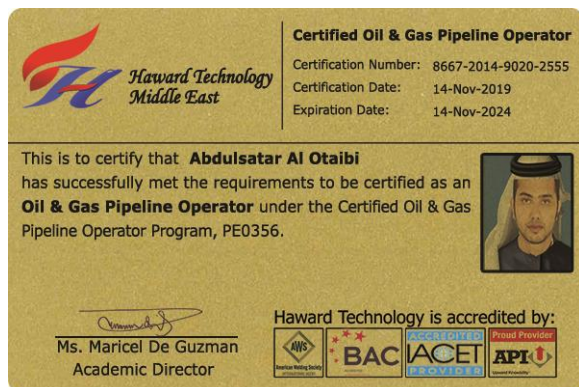 Haward Technology
Middle East
Certified Oil & Gas Pipeline Operator
Certification Number: 8667-2014-9020-2555
Certification Date: 14-Nov-2019
Expiration Date: 14-Nov-2024
This is to certify that Abdulsatar Al Otaibi
has successfully met the requirements to be certified as an
Oil & Gas Pipeline Operator under the Certified Oil & Gas
Pipeline Operator Program, PE0356.
Ms. Maricel De Guzman
Academic Director
Haward Technology is accredited by:
AWS
American Welding Society
BAC
ACCREDITED
IACET
PROVIDER
Proud Provider
API